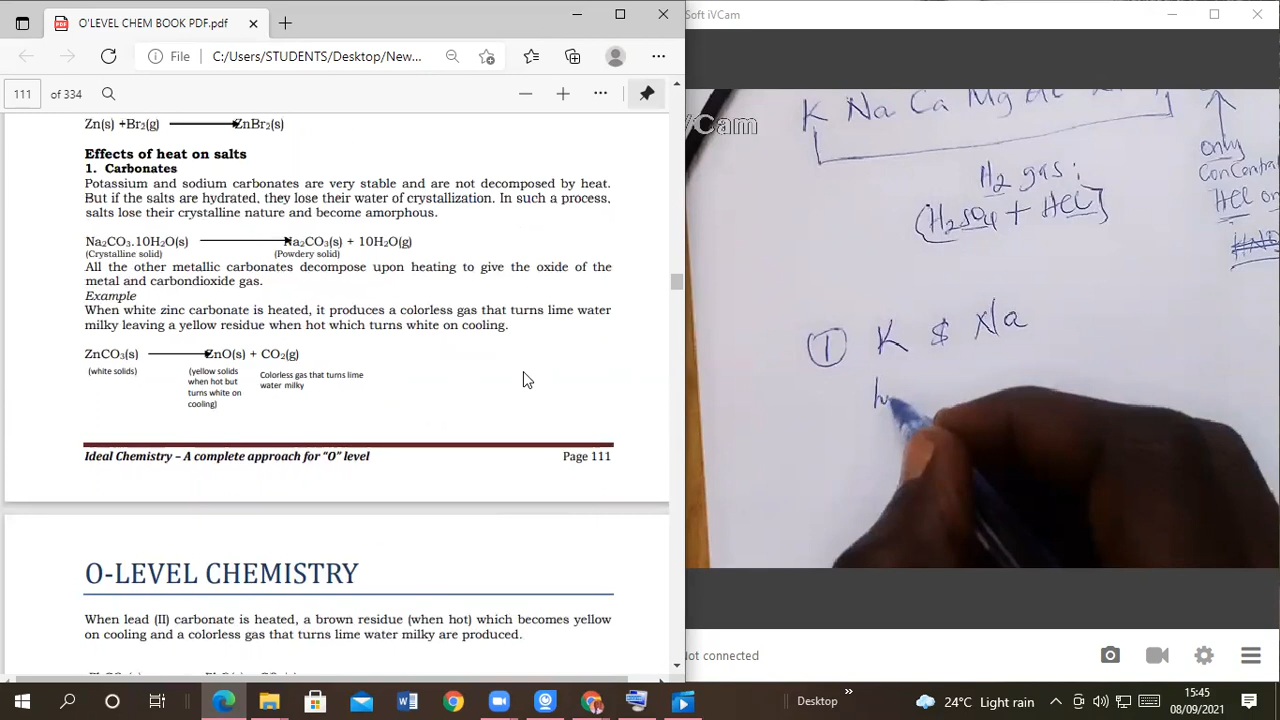 O'LEVEL CHEM BOOK PDF.pdf
File
C:/Users/STUDENTS/Desktop/New...
111 of 334
Zn(s) +Br₂(g) → ZnBr₂(s)
Effects of heat on salts
1. Carbonates
Potassium and sodium carbonates are very stable and are not decomposed by heat.
But if the salts are hydrated, they lose their water of crystallization. In such a process,
salts lose their crystalline nature and become amorphous.
Na₂CO₃.10H₂O(s) → Na₂CO₃(s) + 10H₂O(g)
(Crystalline solid) (Powdery solid)
All the other metallic carbonates decompose upon heating to give the oxide of the
metal and carbondioxide gas.
Example
When white zinc carbonate is heated, it produces a colorless gas that turns lime water
milky leaving a yellow residue when hot which turns white on cooling.
ZnCO₃(s) → ZnO(s) + CO₂(g)
(white solids)
(yellow solids
when hot but
turns white on
cooling)
Colorless gas that turns lime
water milky
Ideal Chemistry – A complete approach for "O" level
Page 111
O-LEVEL CHEMISTRY
When lead (II) carbonate is heated, a brown residue (when hot) which becomes yellow
on cooling and a colorless gas that turns lime water milky are produced.
Soft iVCam
Cam
K Na Ca Mg
H₂ gas;
(H₂SO₄ + HCl)
only
HCl
① K $ Na
Not connected
Desktop
24°C Light rain
15:45
08/09/2021